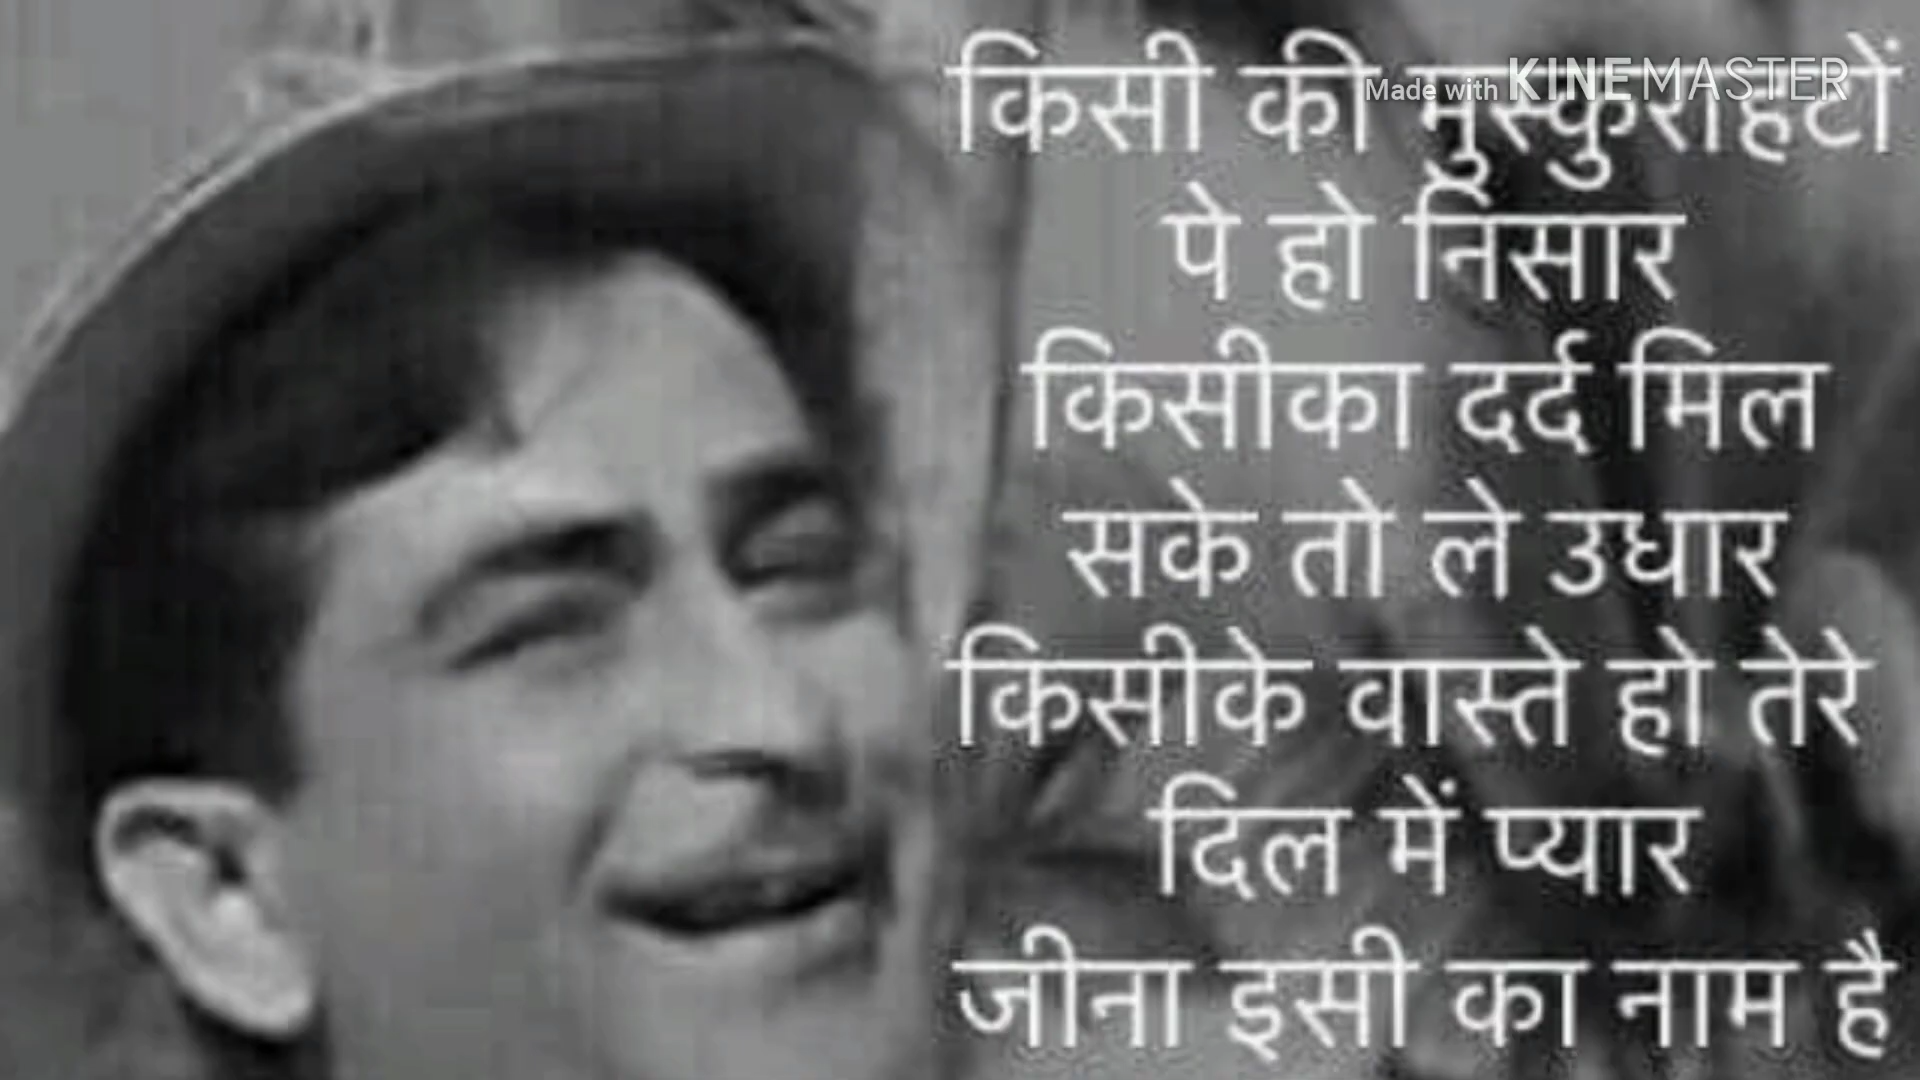 किसी की मुस्कुराहटों
Made with KINEMASTER
पे हो निसार
किसीका दर्द मिल
सके तो ले उधार
किसीके वास्ते हो तेरे
दिल में प्यार
जीना इसी का नाम है